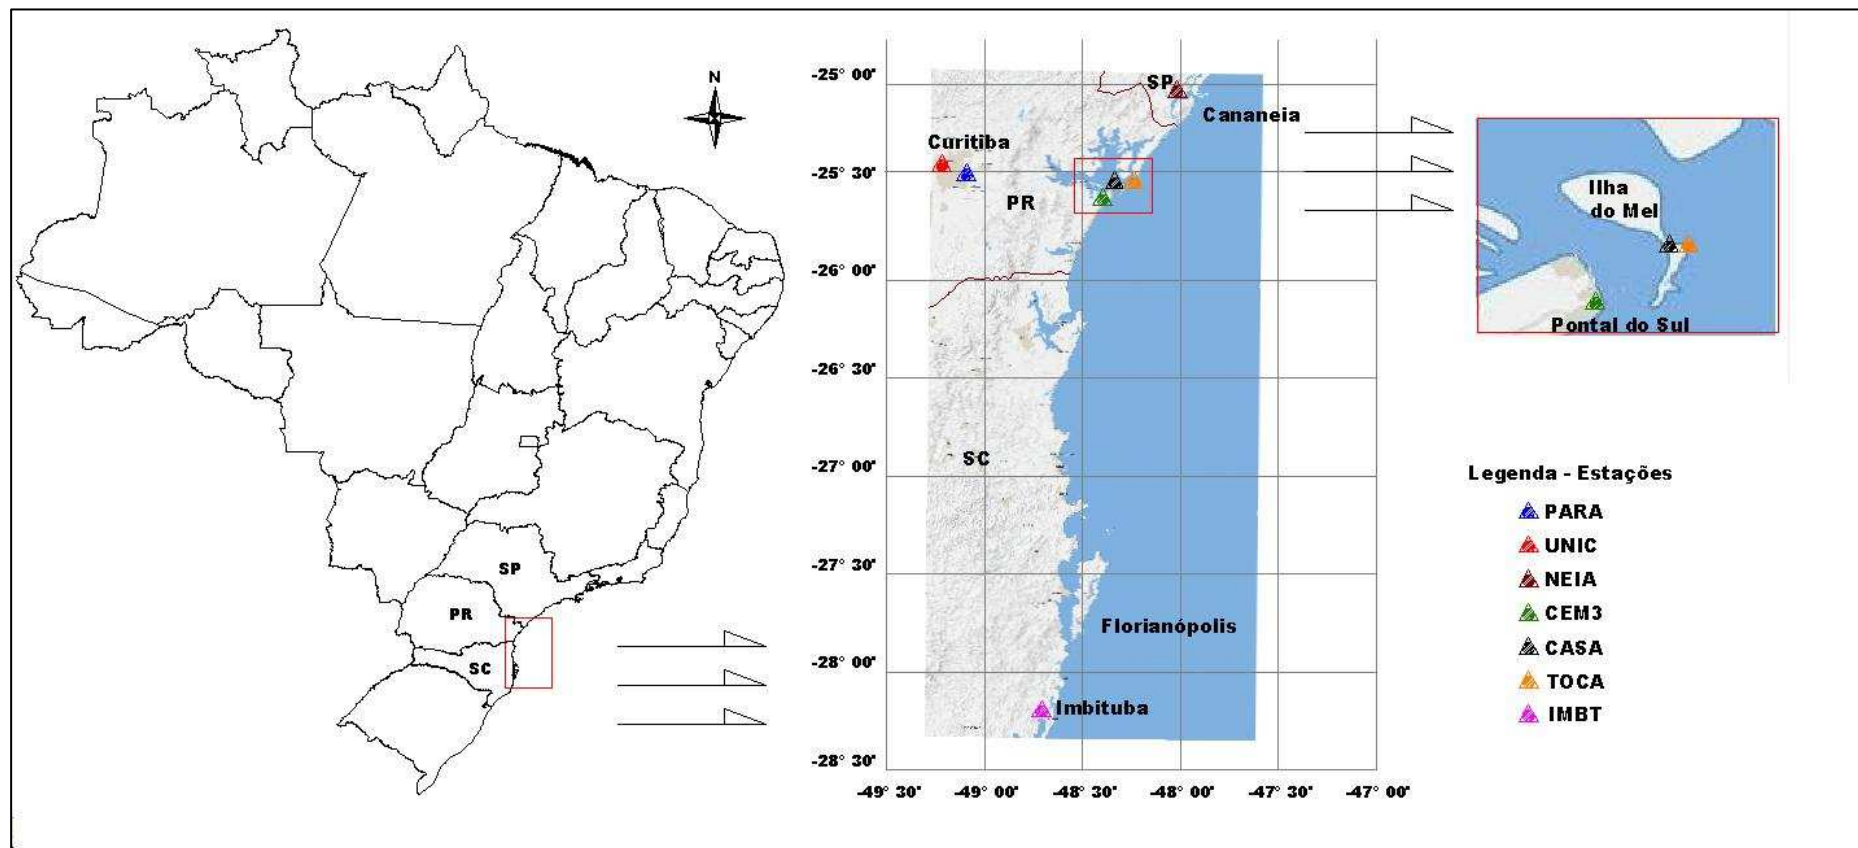 N
SP
PR
SC
-25° 00'
-25° 30'
-26° 00'
-26° 30'
-27° 00'
-27° 30'
-28° 00'
-28° 30'
-49° 30'
-49° 00'
-48° 30'
-48° 00'
-47° 30'
-47° 00'
SP
Cananeia
Curitiba
PR
SC
Florianópolis
Imbituba
Ilha
do Mel
Pontal do Sul
Legenda - Estações
PARA
UNIC
NEIA
CEM3
CASA
TOCA
IMBT